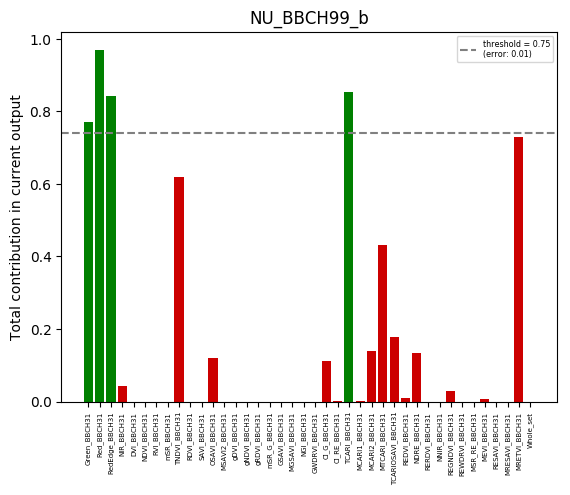 NU_BBCH99_b
threshold = 0.75
(error: 0.01)
Total contribution in current output
1.0
0.8
0.6
0.4
0.2
0.0
Green_BBCH31
Red_BBCH31
RedEdge_BBCH31
NIR_BBCH31
DVI_BBCH31
NDVI_BBCH31
RVI_BBCH31
mSR_BBCH31
TNDVI_BBCH31
RDVI_BBCH31
SAVI_BBCH31
OSAVI_BBCH31
MSAVI2_BBCH31
gDVI_BBCH31
gNDVI_BBCH31
gRDVI_BBCH31
mSR_G_BBCH31
GSAVI_BBCH31
MGSAVI_BBCH31
NGI_BBCH31
GWDRVI_BBCH31
CI_G_BBCH31
CI_RE_BBCH31
TCARI_BBCH31
MCARI1_BBCH31
MCARI2_BBCH31
MTCARI_BBCH31
TCARIOSAVI_BBCH31
REDVI_BBCH31
NDRE_BBCH31
RERDVI_BBCH31
NNIR_BBCH31
REGNDVI_BBCH31
REWDRVI_BBCH31
MSR_RE_BBCH31
MEVI_BBCH31
RESAVI_BBCH31
MRESAVI_BBCH31
MRETVI_BBCH31
Whole_set